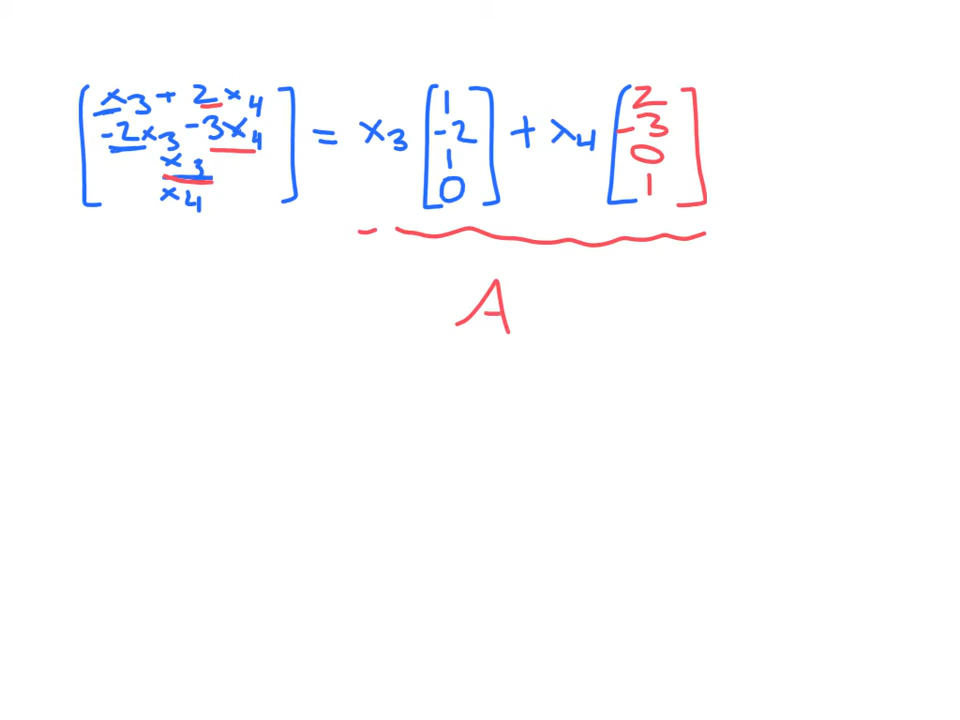 [ x3 + 2x4 ; -2x3 - 3x4 ; x3 ; x4 ] = x3 [ 1 ; -2 ; 1 ; 0 ] + x4 [ 2 ; -3 ; 0 ; 1 ]
A